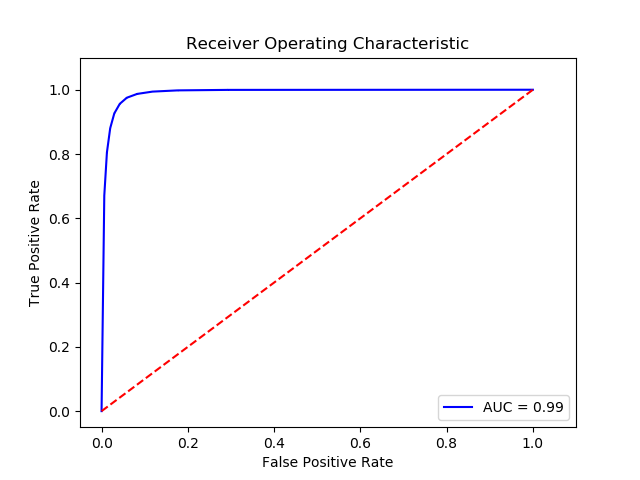 Receiver Operating Characteristic
True Positive Rate
1.0
0.8
0.6
0.4
0.2
0.0
AUC = 0.99
0.0 0.2 0.4 0.6 0.8 1.0
False Positive Rate